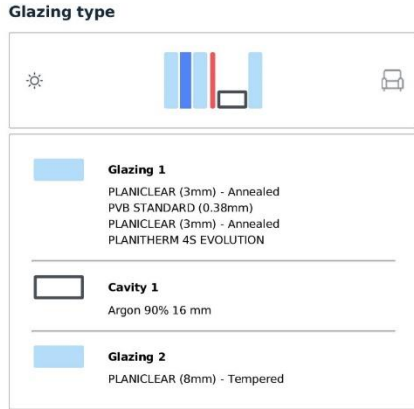 Glazing type
Glazing 1
PLANICLEAR (3mm) - Annealed
PVB STANDARD (0.38mm)
PLANICLEAR (3mm) - Annealed
PLANITHERM 4S EVOLUTION
Cavity 1
Argon 90% 16 mm
Glazing 2
PLANICLEAR (8mm) - Tempered